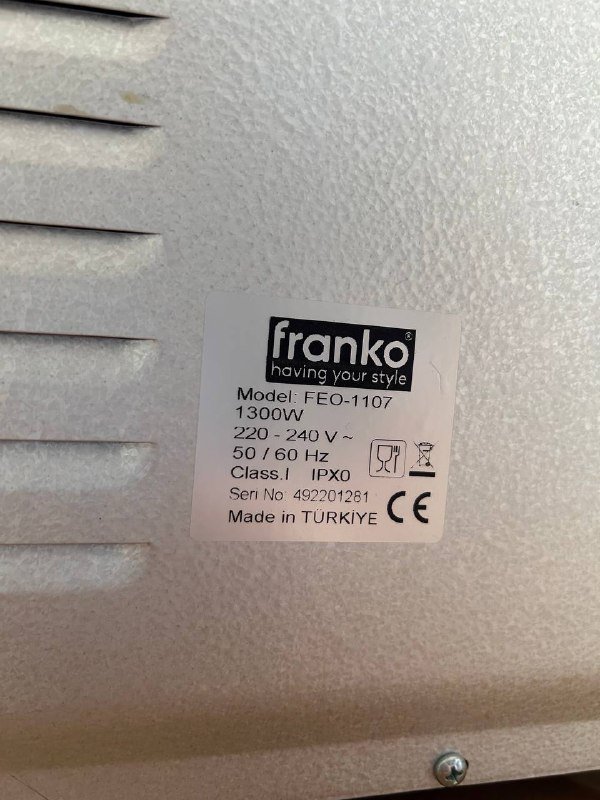 franko®
having your style
Model: FEO-1107
1300W
220 - 240 V ~
50 / 60 Hz
Class.I IPX0
Seri No: 492201281
Made in TÜRKİYE CE